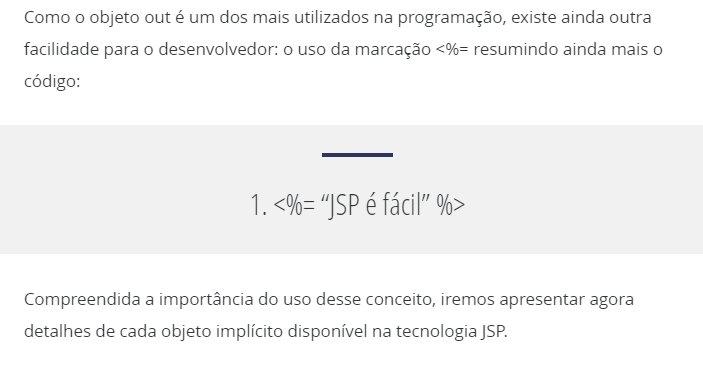 Como o objeto out é um dos mais utilizados na programação, existe ainda outra
facilidade para o desenvolvedor: o uso da marcação <%= resumindo ainda mais o
código:
1. <%= “JSP é fácil” %>
Compreendida a importância do uso desse conceito, iremos apresentar agora
detalhes de cada objeto implícito disponível na tecnologia JSP.